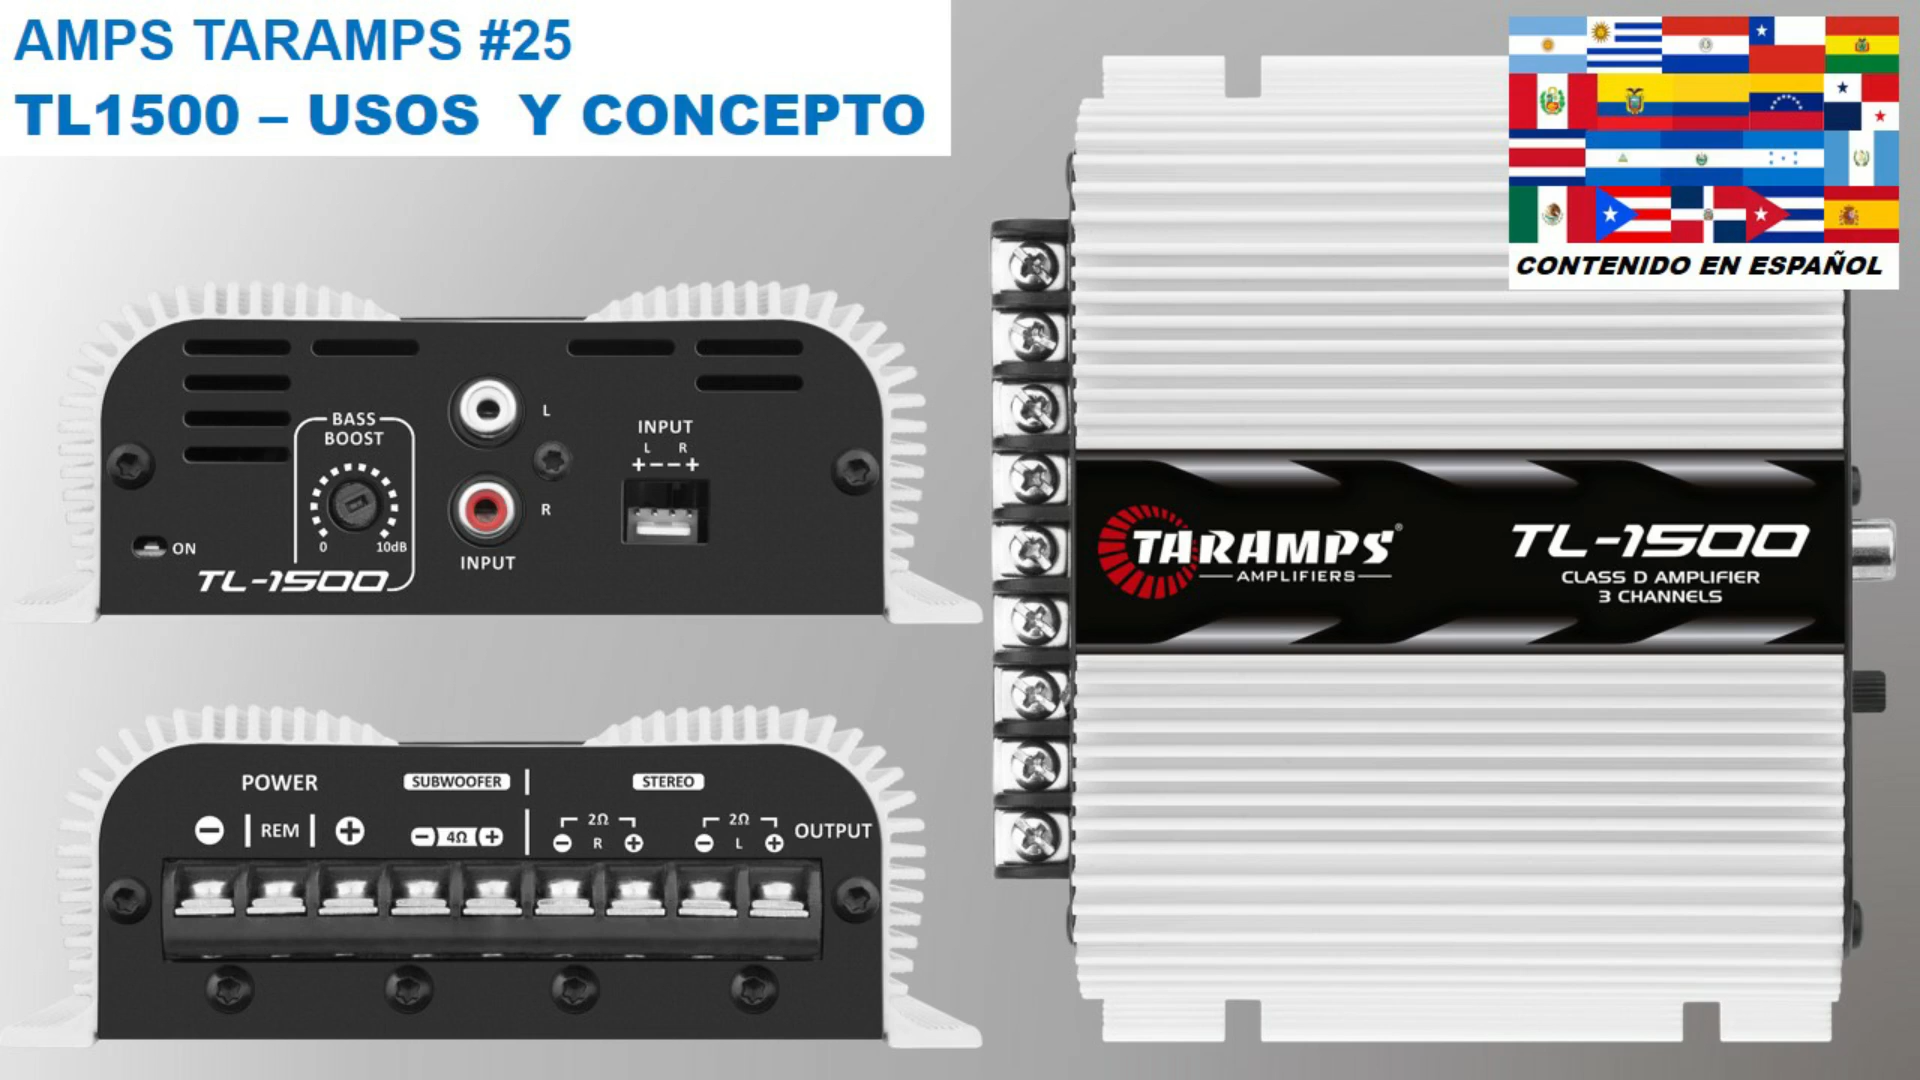 AMPS TARAMPS #25
TL1500 – USOS Y CONCEPTO
CONTENIDO EN ESPAÑOL
BASS
BOOST
0 10dB
ON
TL-1500
L
R
INPUT
INPUT
L R
+ – – +
POWER
– REM +
SUBWOOFER
– 4Ω +
STEREO
2Ω 2Ω
– R + – L +
OUTPUT
TARAMPS®
AMPLIFIERS
TL-1500
CLASS D AMPLIFIER
3 CHANNELS